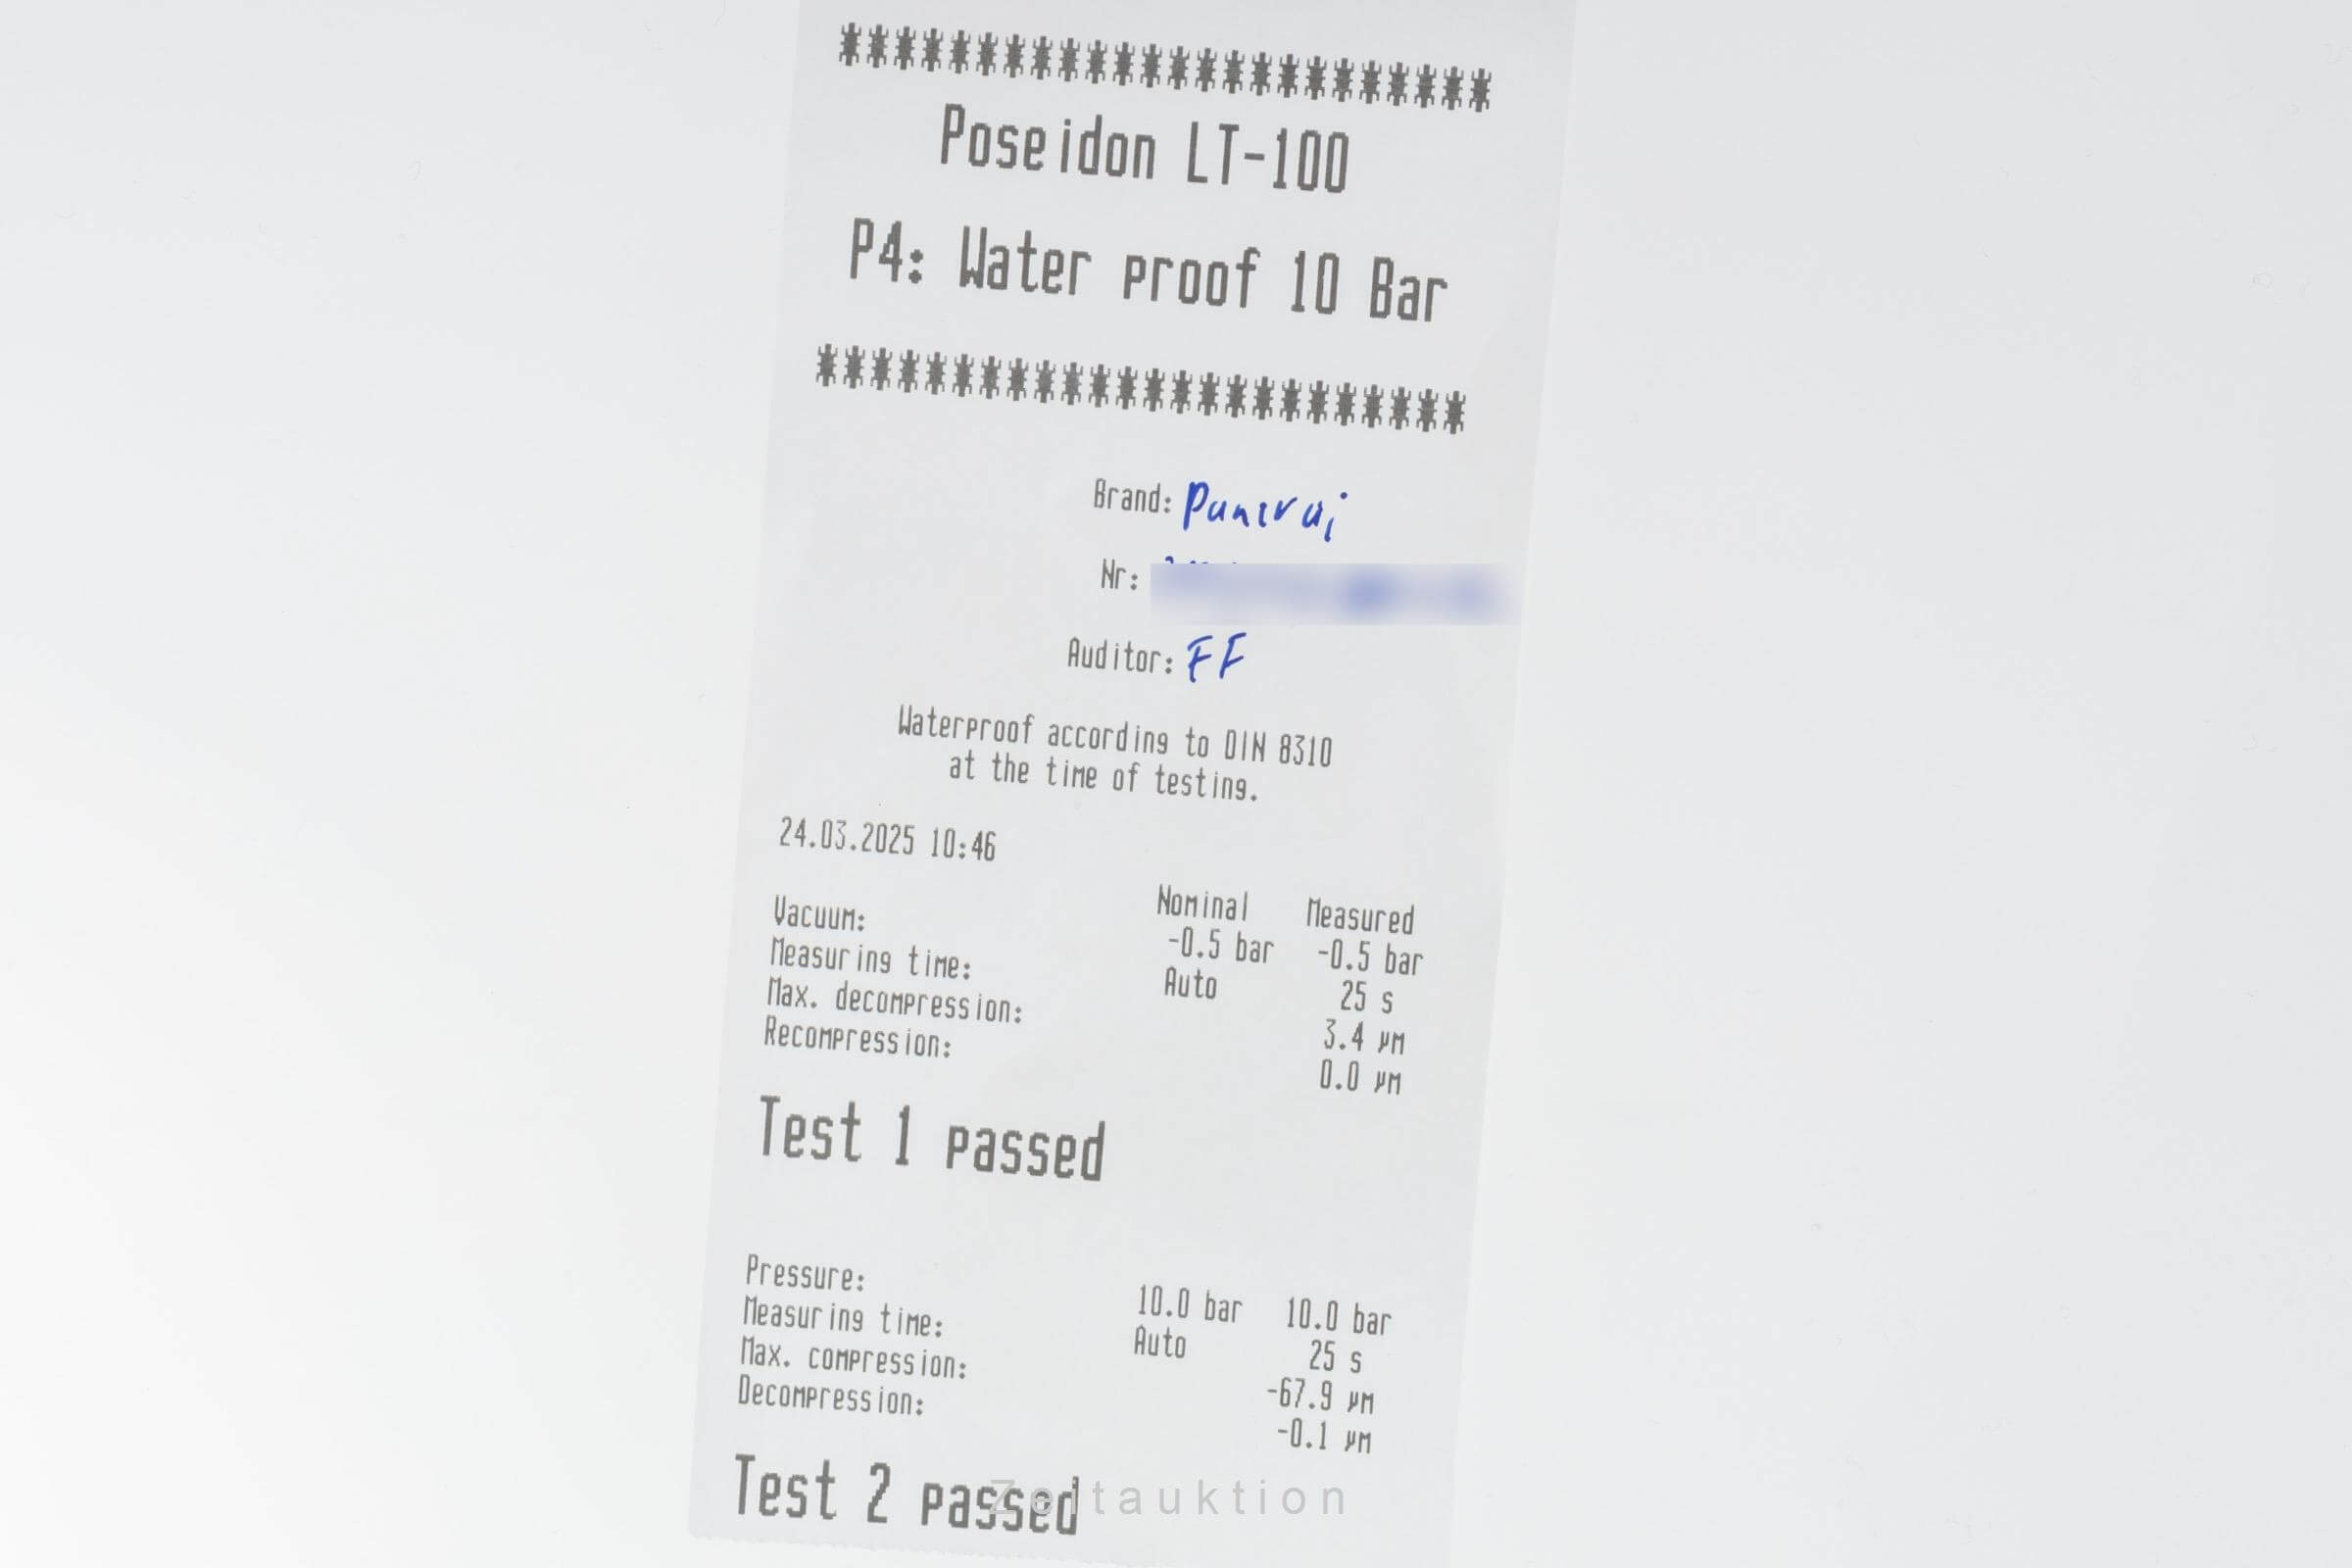 ************************
Poseidon LT-100
P4: Water proof 10 Bar
************************
Brand: Panerai
Nr:
Auditor: FF
Waterproof according to DIN 8310
at the time of testing.
24.03.2025 10:46
Nominal Measured
Vacuum: -0.5 bar -0.5 bar
Measuring time: Auto 25 s
Max. decompression: 3.4 µm
Recompression: 0.0 µm
Test 1 passed
Pressure: 10.0 bar 10.0 bar
Measuring time: Auto 25 s
Max. compression: -67.9 µm
Decompression: -0.1 µm
Test 2 passed
Zeitauktion